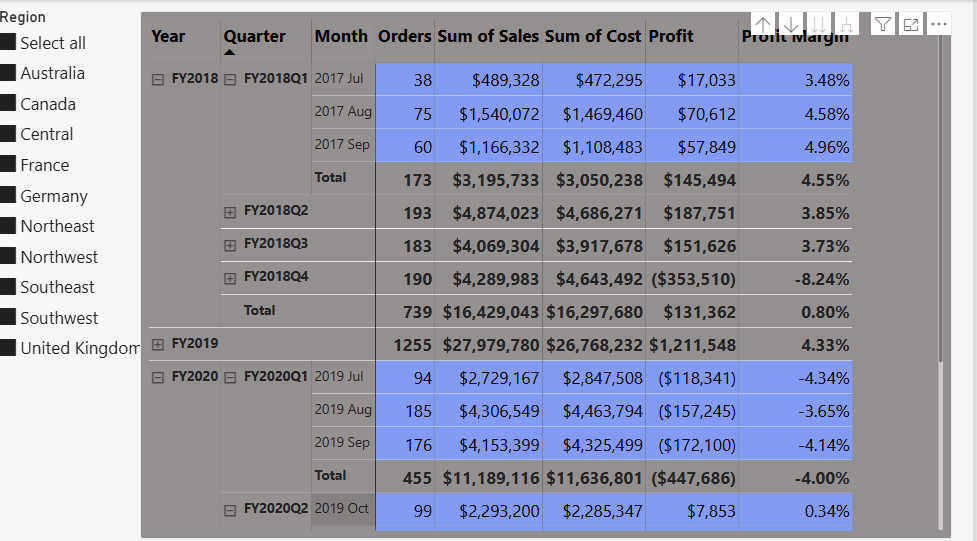 Region
Select all
Australia
Canada
Central
France
Germany
Northeast
Northwest
Southeast
Southwest
United Kingdom
Year Quarter Month Orders Sum of Sales Sum of Cost Profit Profit Margin
FY2018 FY2018Q1 2017 Jul 38 $489,328 $472,295 $17,033 3.48%
2017 Aug 75 $1,540,072 $1,469,460 $70,612 4.58%
2017 Sep 60 $1,166,332 $1,108,483 $57,849 4.96%
Total 173 $3,195,733 $3,050,238 $145,494 4.55%
FY2018Q2 193 $4,874,023 $4,686,271 $187,751 3.85%
FY2018Q3 183 $4,069,304 $3,917,678 $151,626 3.73%
FY2018Q4 190 $4,289,983 $4,643,492 ($353,510) -8.24%
Total 739 $16,429,043 $16,297,680 $131,362 0.80%
FY2019 1255 $27,979,780 $26,768,232 $1,211,548 4.33%
FY2020 FY2020Q1 2019 Jul 94 $2,729,167 $2,847,508 ($118,341) -4.34%
2019 Aug 185 $4,306,549 $4,463,794 ($157,245) -3.65%
2019 Sep 176 $4,153,399 $4,325,499 ($172,100) -4.14%
Total 455 $11,189,116 $11,636,801 ($447,686) -4.00%
FY2020Q2 2019 Oct 99 $2,293,200 $2,285,347 $7,853 0.34%